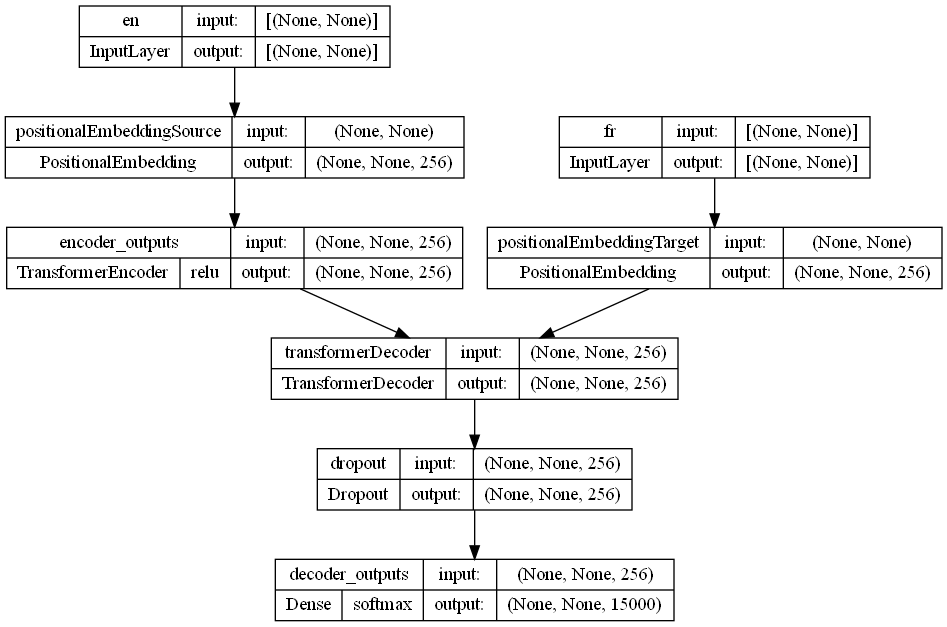 en input: [(None, None)]
InputLayer output: [(None, None)]
positionalEmbeddingSource input: (None, None)
PositionalEmbedding output: (None, None, 256)
fr input: [(None, None)]
InputLayer output: [(None, None)]
encoder_outputs input: (None, None, 256)
TransformerEncoder relu output: (None, None, 256)
positionalEmbeddingTarget input: (None, None)
PositionalEmbedding output: (None, None, 256)
transformerDecoder input: (None, None, 256)
TransformerDecoder output: (None, None, 256)
dropout input: (None, None, 256)
Dropout output: (None, None, 256)
decoder_outputs input: (None, None, 256)
Dense softmax output: (None, None, 15000)